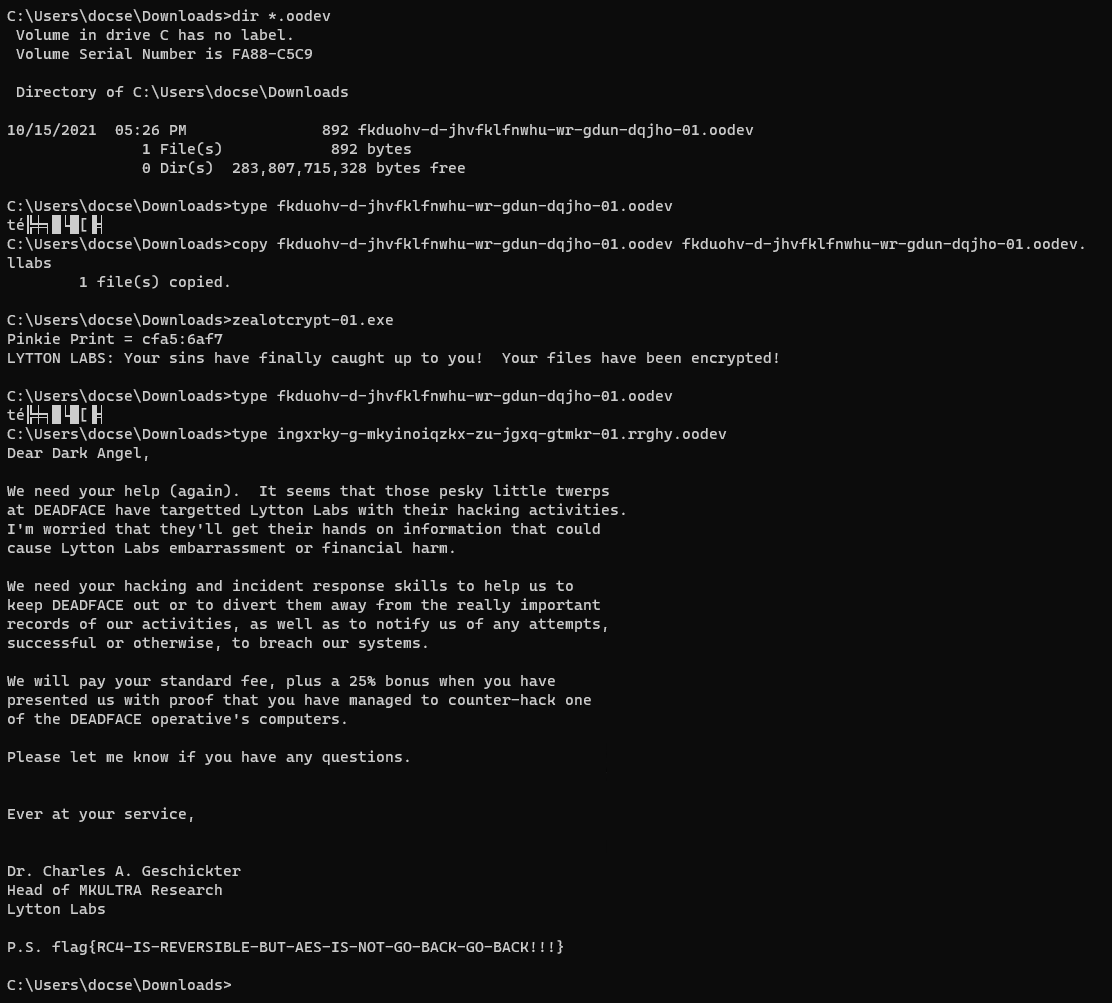 C:\Users\docse\Downloads>dir *.oodev
 Volume in drive C has no label.
 Volume Serial Number is FA88-C5C9
 Directory of C:\Users\docse\Downloads
10/15/2021  05:26 PM               892 fkduohv-d-jhvfklfnwhu-wr-gdun-dqjho-01.oodev
               1 File(s)            892 bytes
               0 Dir(s)  283,807,715,328 bytes free
C:\Users\docse\Downloads>type fkduohv-d-jhvfklfnwhu-wr-gdun-dqjho-01.oodev
té
C:\Users\docse\Downloads>copy fkduohv-d-jhvfklfnwhu-wr-gdun-dqjho-01.oodev fkduohv-d-jhvfklfnwhu-wr-gdun-dqjho-01.oodev.
llabs
        1 file(s) copied.
C:\Users\docse\Downloads>zealotcrypt-01.exe
Pinkie Print = cfa5:6af7
LYTTON LABS: Your sins have finally caught up to you!  Your files have been encrypted!
C:\Users\docse\Downloads>type fkduohv-d-jhvfklfnwhu-wr-gdun-dqjho-01.oodev
té
C:\Users\docse\Downloads>type ingxrky-g-mkyinoiqzkx-zu-jgxq-gtmkr-01.rrghy.oodev
Dear Dark Angel,
We need your help (again).  It seems that those pesky little twerps
at DEADFACE have targetted Lytton Labs with their hacking activities.
I'm worried that they'll get their hands on information that could
cause Lytton Labs embarrassment or financial harm.
We need your hacking and incident response skills to help us to
keep DEADFACE out or to divert them away from the really important
records of our activities, as well as to notify us of any attempts,
successful or otherwise, to breach our systems.
We will pay your standard fee, plus a 25% bonus when you have
presented us with proof that you have managed to counter-hack one
of the DEADFACE operative's computers.
Please let me know if you have any questions.
Ever at your service,
Dr. Charles A. Geschickter
Head of MKULTRA Research
Lytton Labs
P.S. flag{RC4-IS-REVERSIBLE-BUT-AES-IS-NOT-GO-BACK-GO-BACK!!!}
C:\Users\docse\Downloads>